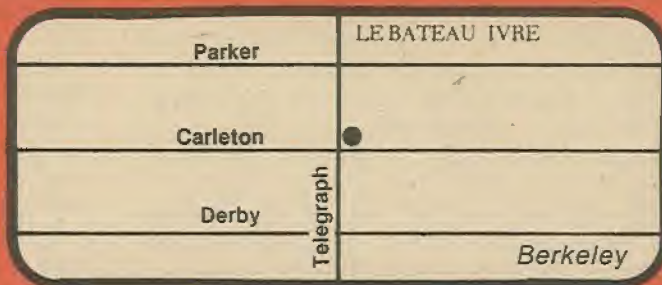 LE BATEAU IVRE
Parker
Carleton
Telegraph
Derby
Berkeley